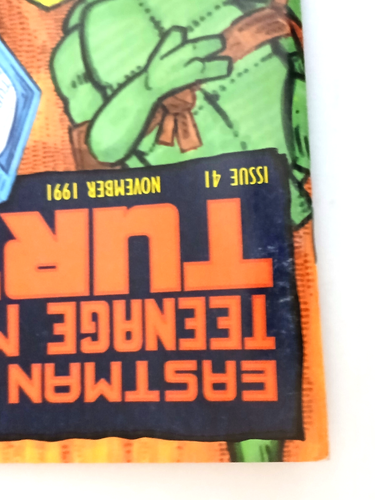 EASTMAN
TEENAGE
TUR
ISSUE 41 NOVEMBER 1991